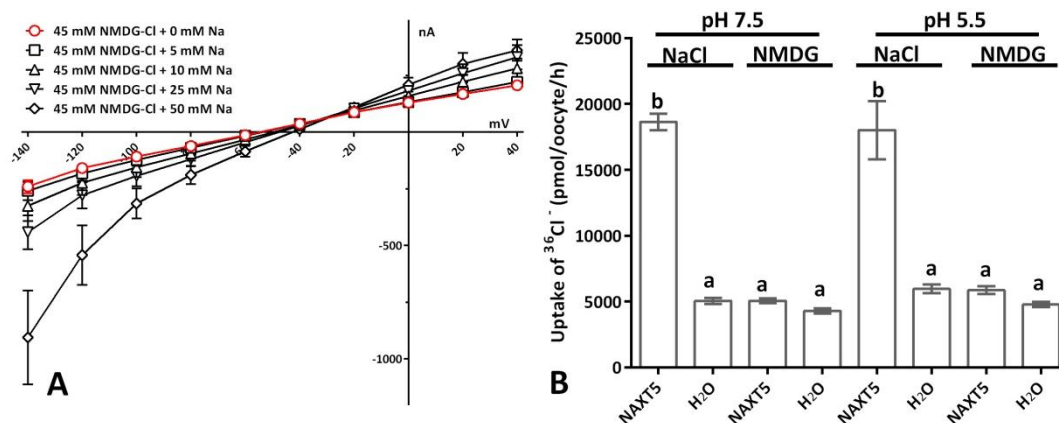 45 mM NMDG-Cl + 0 mM Na
45 mM NMDG-Cl + 5 mM Na
45 mM NMDG-Cl + 10 mM Na
45 mM NMDG-Cl + 25 mM Na
45 mM NMDG-Cl + 50 mM Na
nA
mV
-140
-120
-100
-40
-20
20
40
-500
-1000
A
pH 7.5 pH 5.5
NaCl NMDG NaCl NMDG
Uptake of ³⁶Cl⁻ (pmol/oocyte/h)
25000
20000
15000
10000
5000
0
b a a a b a a a
NAXT5 H₂O NAXT5 H₂O NAXT5 H₂O NAXT5 H₂O
B